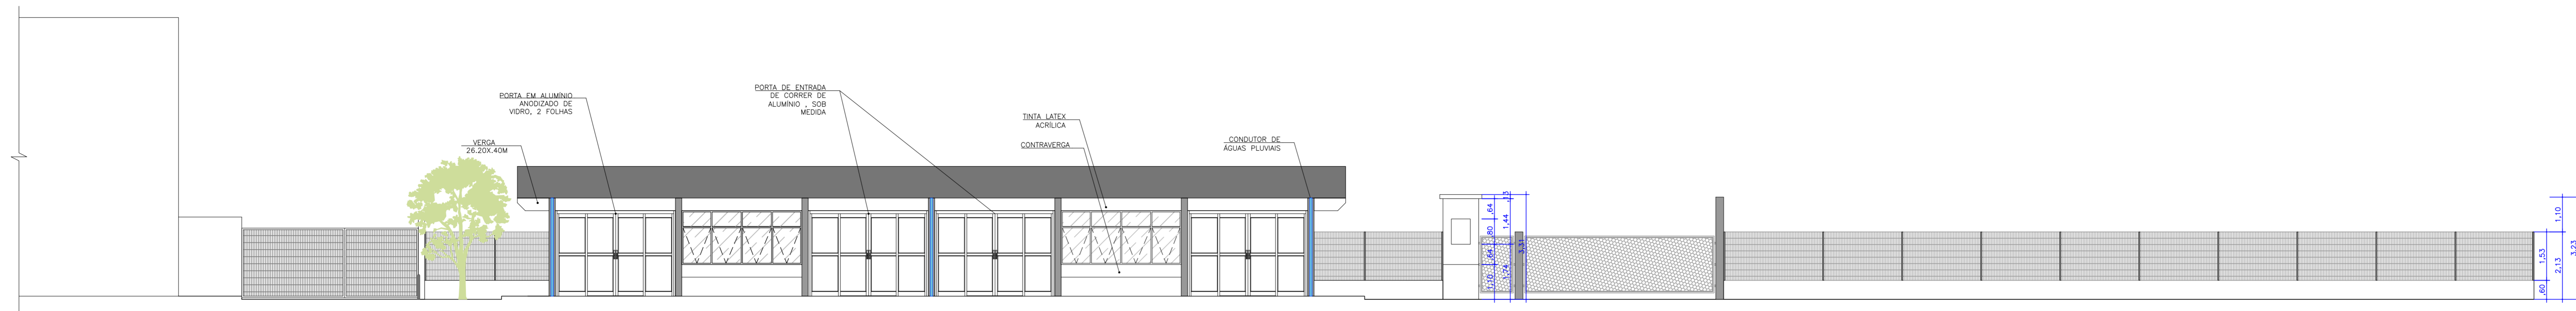 PORTA EM ALUMÍNIO
ANODIZADO DE
VIDRO, 2 FOLHAS
VERGA
26.20X.40M
PORTA DE ENTRADA
DE CORRER DE
ALUMÍNIO , SOB
MEDIDA
TINTA LATEX
ACRÍLICA
CONTRAVERGA
CONDUTOR DE
ÁGUAS PLUVIAIS
,13
,64
1,44
,80
3,31
,64
1,74
1,10
1,10
1,53
2,13
3,23
,60